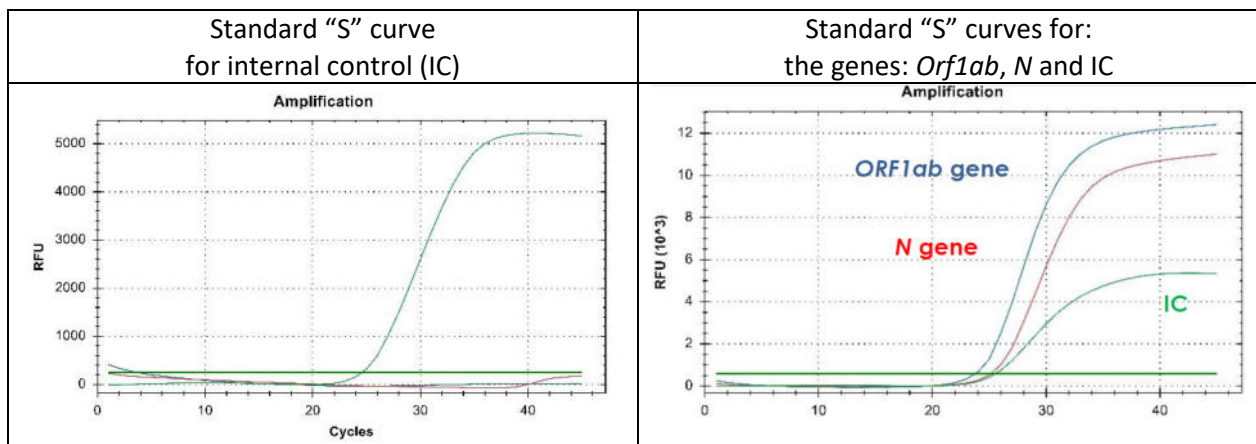 Standard “S” curve
for internal control (IC)
Standard “S” curves for:
the genes: Orf1ab, N and IC
Amplification
5000
4000
3000
2000
1000
0
RFU
0
10
20
30
40
Cycles
Amplification
12
10
8
6
4
2
0
RFU (10^3)
ORF1ab gene
N gene
IC
0
10
20
30
40